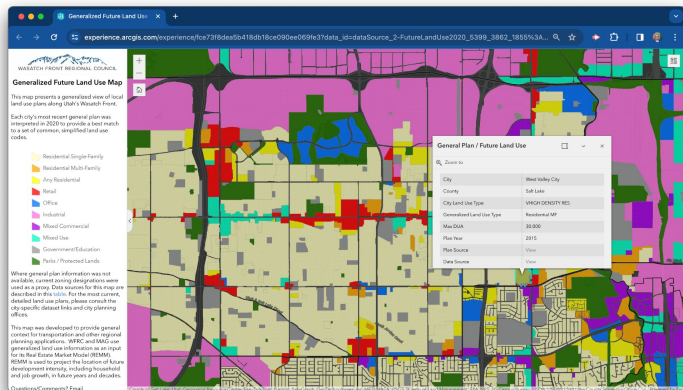 Generalized Future Land Use
experience.arcgis.com/experience/fce73f8dea5b418db18ce090ee069fe3?data_id=dataSource_2-FutureLandUse2020_5399_3862_1855%3A...
WASATCH FRONT REGIONAL COUNCIL
Generalized Future Land Use Map
This map presents a generalized view of local
land use plans along Utah's Wasatch Front.
Each city's most recent general plan was
interpreted in 2020 to provide a best match
to a set of common, simplified land use
codes.
Residential Single-Family
Residential Multi-Family
Any Residential
Retail
Office
Industrial
Mixed Commercial
Mixed Use
Government/Education
Parks / Protected Lands
Where general plan information was not
available, current zoning designations were
used as a proxy. Data sources for this map are
described in this table. For the most current,
detailed land use plans, please consult the
city-specific dataset links and city planning
offices.
This map was developed to provide general
context for transportation and other regional
planning applications. WFRC and MAG use
generalized land use information as an input
for its Real Estate Market Model (REMM).
REMM is used to project the location of future
development intensity, including household
and job growth, in future years and decades.
Questions/Comments? Email
General Plan / Future Land Use
Zoom to
City West Valley City
County Salt Lake
City Land Use Type VHIGH DENSITY RES
Generalized Land Use Type Residential MF
Max DUA 30.000
Plan Year 2015
Plan Source View
Data Source View